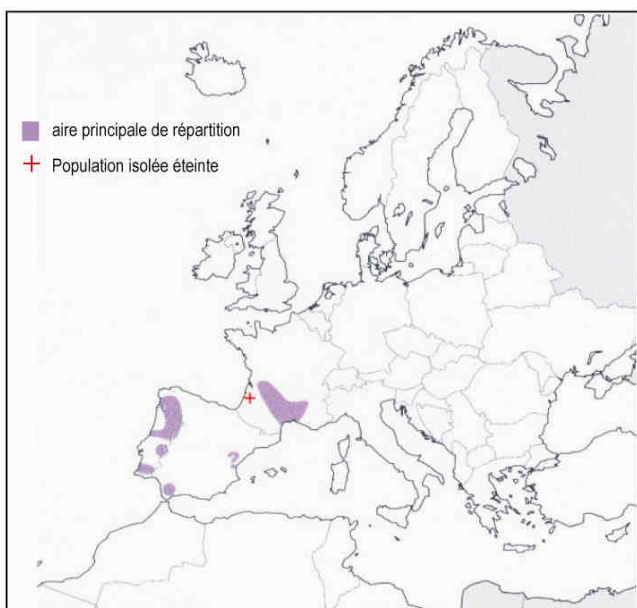 aire principale de répartition
Population isolée éteinte
?